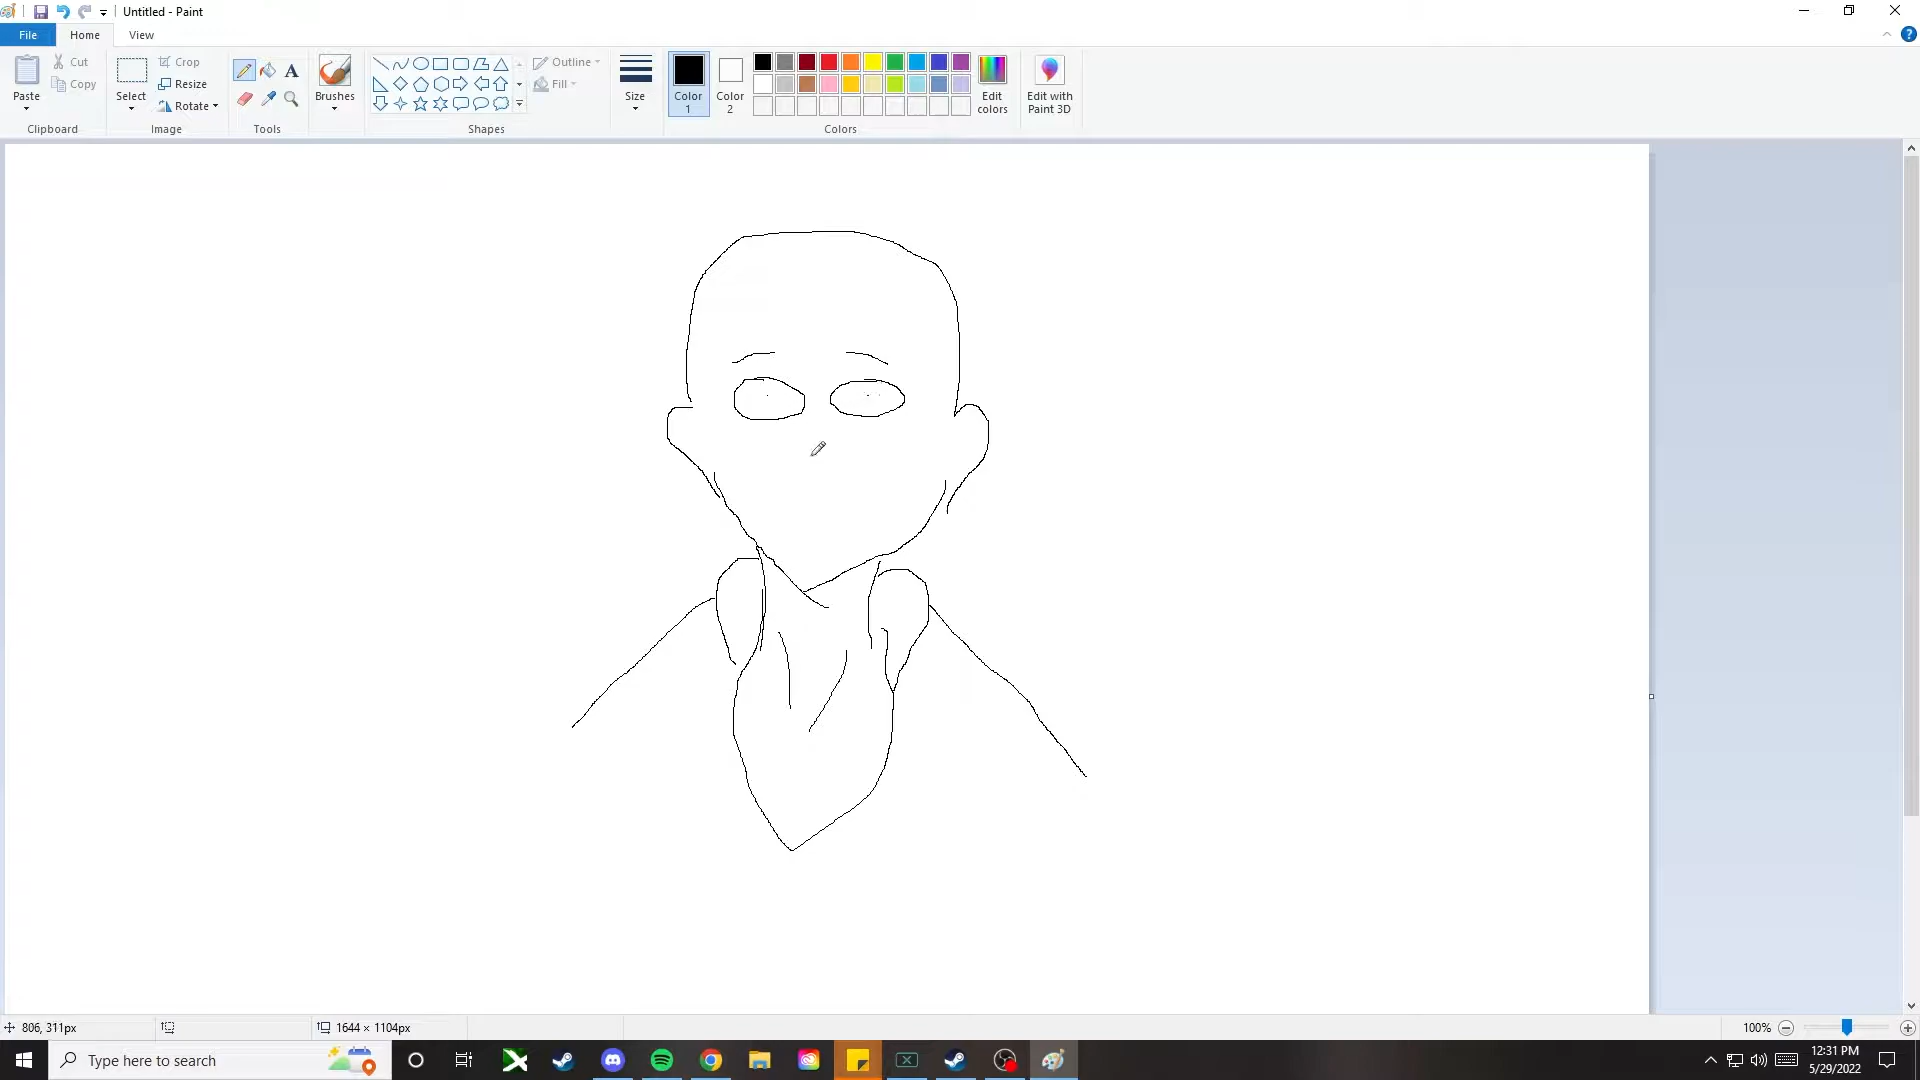 Untitled - Paint
File
Home
View
Paste
Cut
Copy
Clipboard
Select
Crop
Resize
Rotate
Image
Tools
Brushes
Outline
Fill
Shapes
Size
Color
1
Color
2
Edit
colors
Colors
Edit with
Paint 3D
806, 311px
1644 × 1104px
100%
Type here to search
12:31 PM
5/29/2022